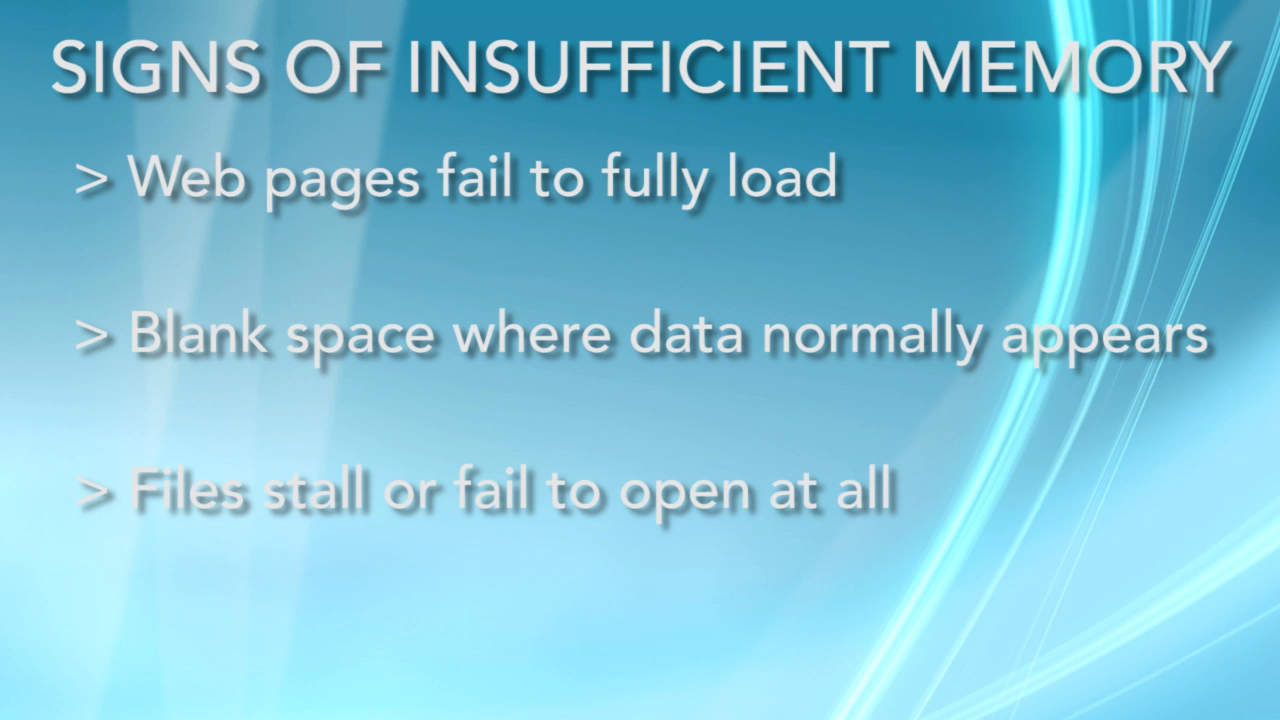 SIGNS OF INSUFFICIENT MEMORY
> Web pages fail to fully load
> Blank space where data normally appears
> Files stall or fail to open at all